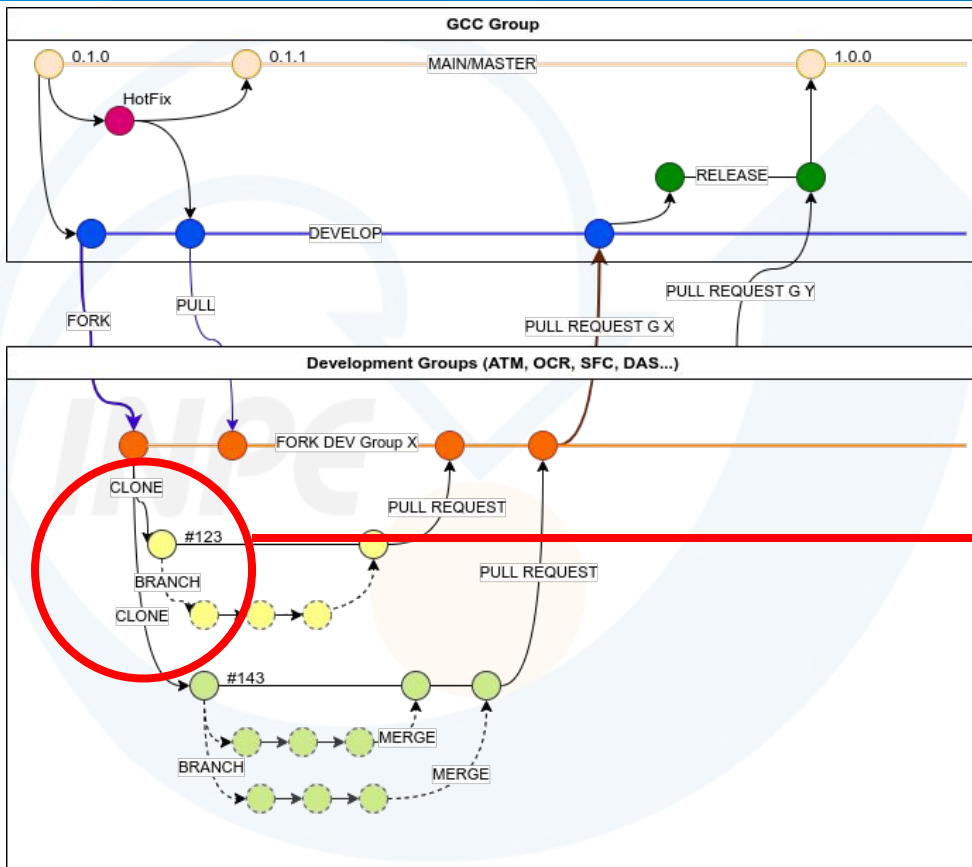 GCC Group
0.1.0
0.1.1
MAIN/MASTER
1.0.0
HotFix
RELEASE
DEVELOP
PULL REQUEST G Y
PULL
FORK
PULL REQUEST G X
Development Groups (ATM, OCR, SFC, DAS...)
INPE
FORK DEV Group X
CLONE
PULL REQUEST
#123
BRANCH
PULL REQUEST
CLONE
#143
MERGE
BRANCH
MERGE